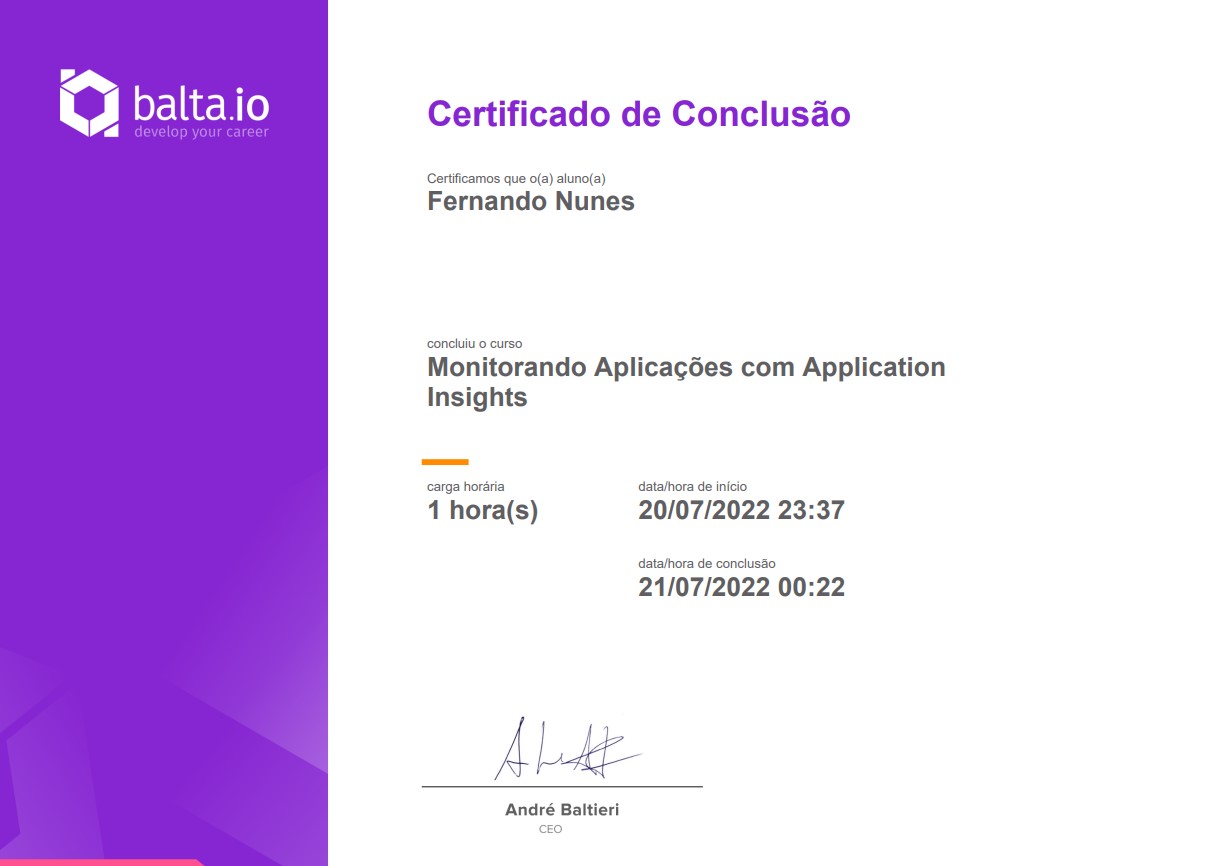 balta.io
develop your career
Certificado de Conclusão
Certificamos que o(a) aluno(a)
Fernando Nunes
concluiu o curso
Monitorando Aplicações com Application
Insights
carga horária
1 hora(s)
data/hora de início
20/07/2022 23:37
data/hora de conclusão
21/07/2022 00:22
André Baltieri
CEO